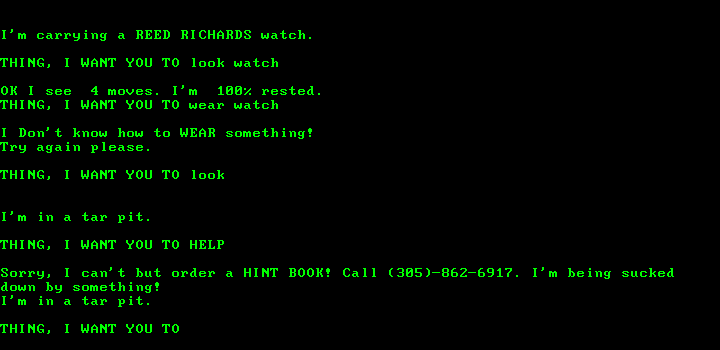 I'm carrying a REED RICHARDS watch.
THING, I WANT YOU TO look watch
OK I see  4 moves. I'm  100% rested.
THING, I WANT YOU TO wear watch
I Don't know how to WEAR something!
Try again please.
THING, I WANT YOU TO look
I'm in a tar pit.
THING, I WANT YOU TO HELP
Sorry, I can't but order a HINT BOOK! Call (305)-862-6917. I'm being sucked
down by something!
I'm in a tar pit.
THING, I WANT YOU TO